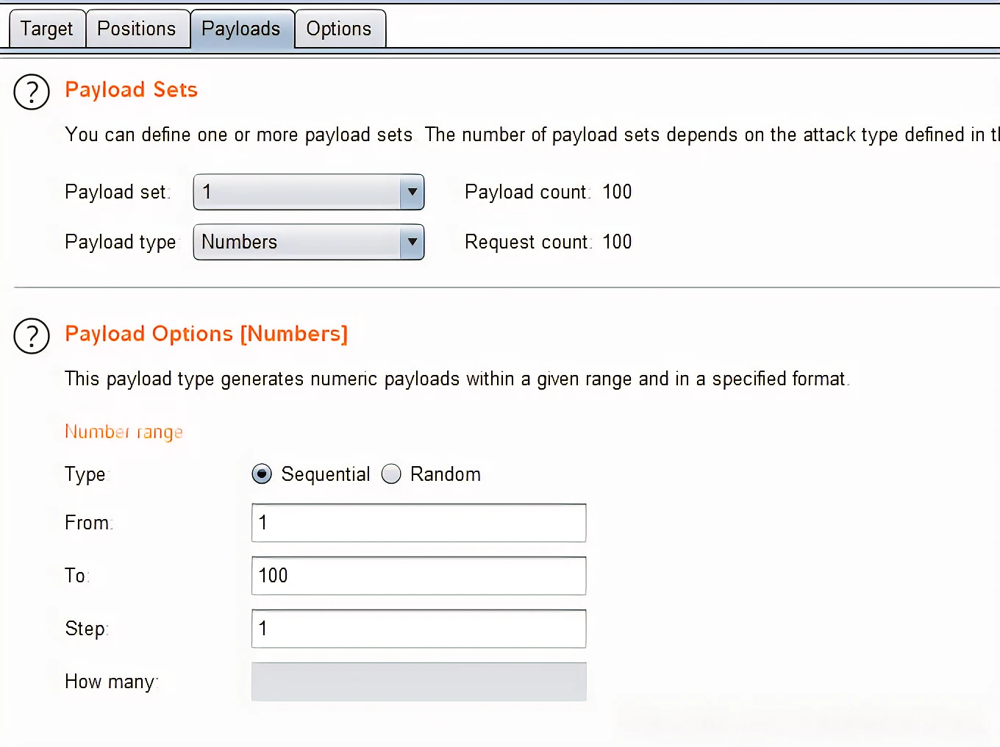 Target Positions Payloads Options
? Payload Sets
You can define one or more payload sets. The number of payload sets depends on the attack type defined in
Payload set: 1 Payload count: 100
Payload type: Numbers Request count: 100
? Payload Options [Numbers]
This payload type generates numeric payloads within a given range and in a specified format.
Number range
Type: Sequential Random
From: 1
To: 100
Step: 1
How many: